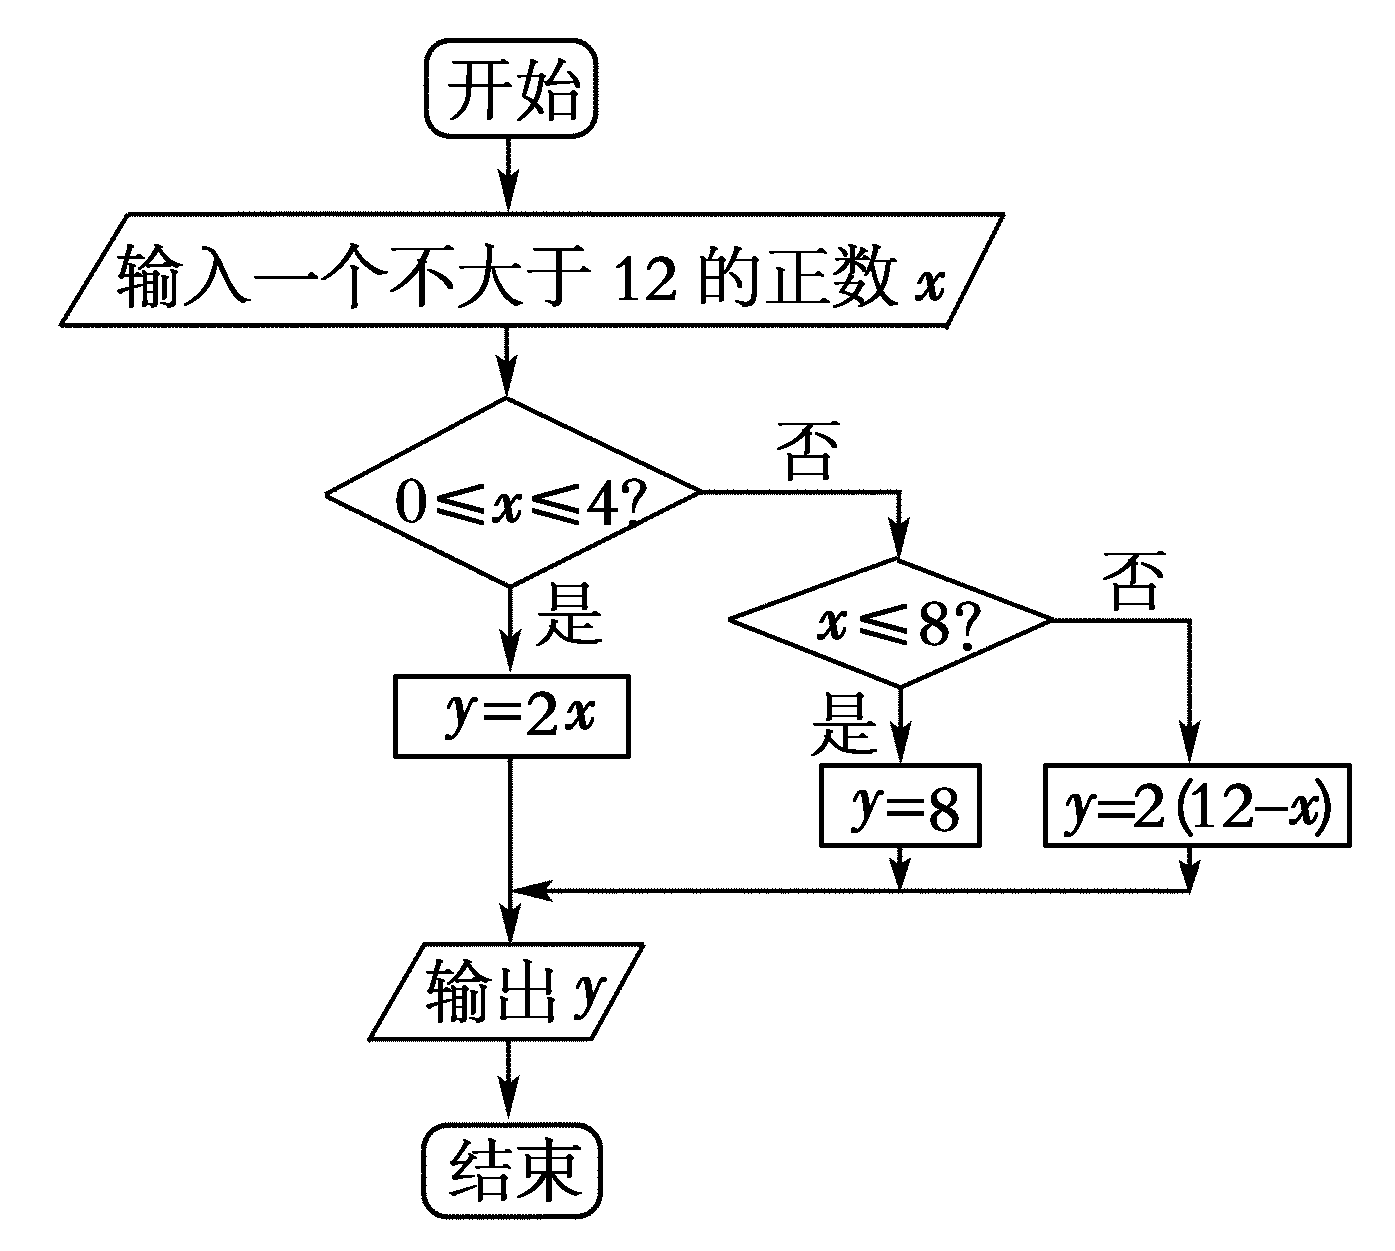 开始
输入一个不大于 12 的正数 x
否
0≤x≤4?
否
x≤8?
是
y=2x
是
y=8
y=2(12-x)
输出 y
结束